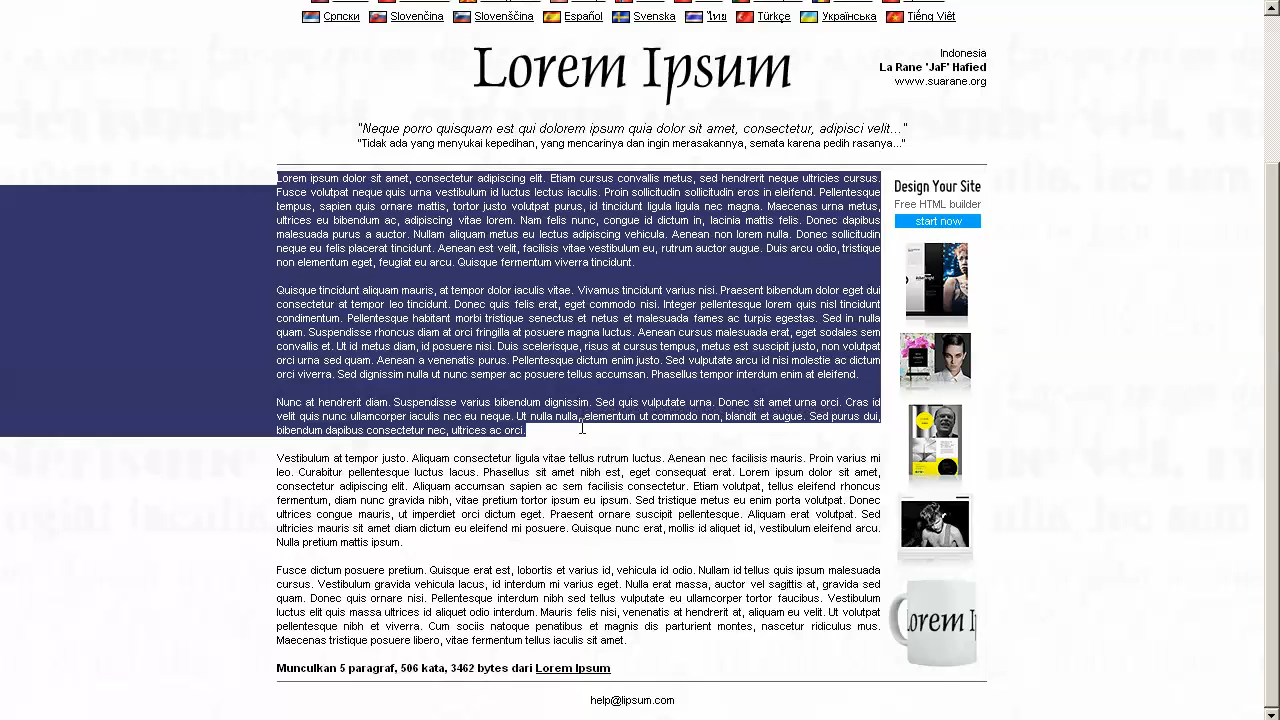 Српски Slovenčina Slovenščina Español Svenska ไทย Türkçe Українська Tiếng Việt
Lorem Ipsum
Indonesia
La Rane 'JaF' Hafied
www.suarane.org
"Neque porro quisquam est qui dolorem ipsum quia dolor sit amet, consectetur, adipisci velit..."
"Tidak ada yang menyukai kepedihan, yang mencarinya dan ingin merasakannya, semata karena pedih rasanya..."
Lorem ipsum dolor sit amet, consectetur adipiscing elit. Etiam cursus convallis metus, sed hendrerit neque ultrices cursus.
Fusce volutpat neque quis urna vestibulum id luctus lectus iaculis. Proin sollicitudin sollicitudin eros in eleifend. Pellentesque
tempus, sapien quis ornare mattis, tortor justo volutpat purus, id tincidunt ligula ligula nec magna. Maecenas urna metus,
ultrices eu bibendum ac, adipiscing vitae lorem. Nam felis nunc, congue id dictum in, lacinia mattis felis. Donec dapibus
malesuada purus a auctor. Nullam aliquam metus eu lectus adipiscing vehicula. Aenean non lorem nulla. Donec sollicitudin
neque eu felis placerat tincidunt. Aenean est velit, facilisis vitae vestibulum eu, rutrum auctor augue. Duis arcu odio, tristique
non elementum eget, feugiat eu arcu. Quisque fermentum viverra tincidunt.
Quisque tincidunt aliquet mauris, at tempor dolor iaculis vitae. Vivamus tincidunt varius nisi. Praesent bibendum dolor eget dui
consectetur at tempor leo tincidunt. Donec quis felis erat, eget commodo nisi. Integer pellentesque lorem quis nisl tincidunt
condimentum. Pellentesque habitant morbi tristique senectus et netus et malesuada fames ac turpis egestas. Sed in nulla
quam. Suspendisse rhoncus diam at orci fringilla at posuere magna luctus. Aenean cursus malesuada erat, eget sodales sem
convallis et. Ut id metus diam, id posuere nisi. Duis scelerisque, risus at cursus tempus, metus est suscipit justo, non volutpat
orci urna sed quam. Aenean a venenatis purus. Pellentesque dictum enim justo. Sed vulputate arcu id nisi molestie ac dictum
orci viverra. Sed dignissim nulla ut nunc semper ac posuere tellus accumsan. Phasellus tempor interdum enim at eleifend.
Nunc at hendrerit diam. Suspendisse varius bibendum dignissim. Sed quis vulputate urna. Donec sit amet urna orci. Cras id
velit quis nunc ullamcorper iaculis nec eu neque. Ut nulla nulla, elementum ut commodo non, blandit et augue. Sed purus dui,
bibendum dapibus consectetur nec, ultrices ac orci.
Vestibulum at tempor justo. Aliquam consectetur ligula vitae tellus rutrum luctus. Aenean nec facilisis mauris. Proin varius mi
leo. Curabitur pellentesque luctus lacus. Phasellus sit amet nibh est, eget consequat erat. Lorem ipsum dolor sit amet,
consectetur adipiscing elit. Aliquam accumsan sapien ac sem facilisis consectetur. Etiam volutpat, tellus eleifend rhoncus
fermentum, diam nunc gravida nibh, vitae pretium tortor ipsum eu ipsum. Sed tristique metus eu enim porta volutpat. Donec
ultrices congue mauris, ut imperdiet orci dictum eget. Praesent ornare suscipit pellentesque. Aliquam erat volutpat. Sed
ultricies mauris sit amet diam dictum eu eleifend mi posuere. Quisque nunc erat, mollis id aliquet id, vestibulum eleifend arcu.
Nulla pretium mattis ipsum.
Fusce dictum posuere pretium. Quisque erat est, lobortis et varius id, vehicula id odio. Nullam id tellus quis ipsum malesuada
cursus. Vestibulum gravida vehicula lacus, id interdum mi varius eget. Nulla erat massa, auctor vel sagittis at, gravida sed
quam. Donec quis ornare nisi. Pellentesque interdum nibh sed tellus vulputate eu ullamcorper tortor faucibus. Vestibulum
luctus elit quis massa ultrices id aliquet odio interdum. Mauris felis nisi, venenatis at hendrerit at, aliquam eu velit. Ut volutpat
pellentesque nibh et viverra. Cum sociis natoque penatibus et magnis dis parturient montes, nascetur ridiculus mus.
Maecenas tristique posuere libero, vitae fermentum tellus iaculis sit amet.
Munculkan 5 paragraf, 506 kata, 3462 bytes dari Lorem Ipsum
help@lipsum.com
Design Your Site
Free HTML builder
start now
Lorem I